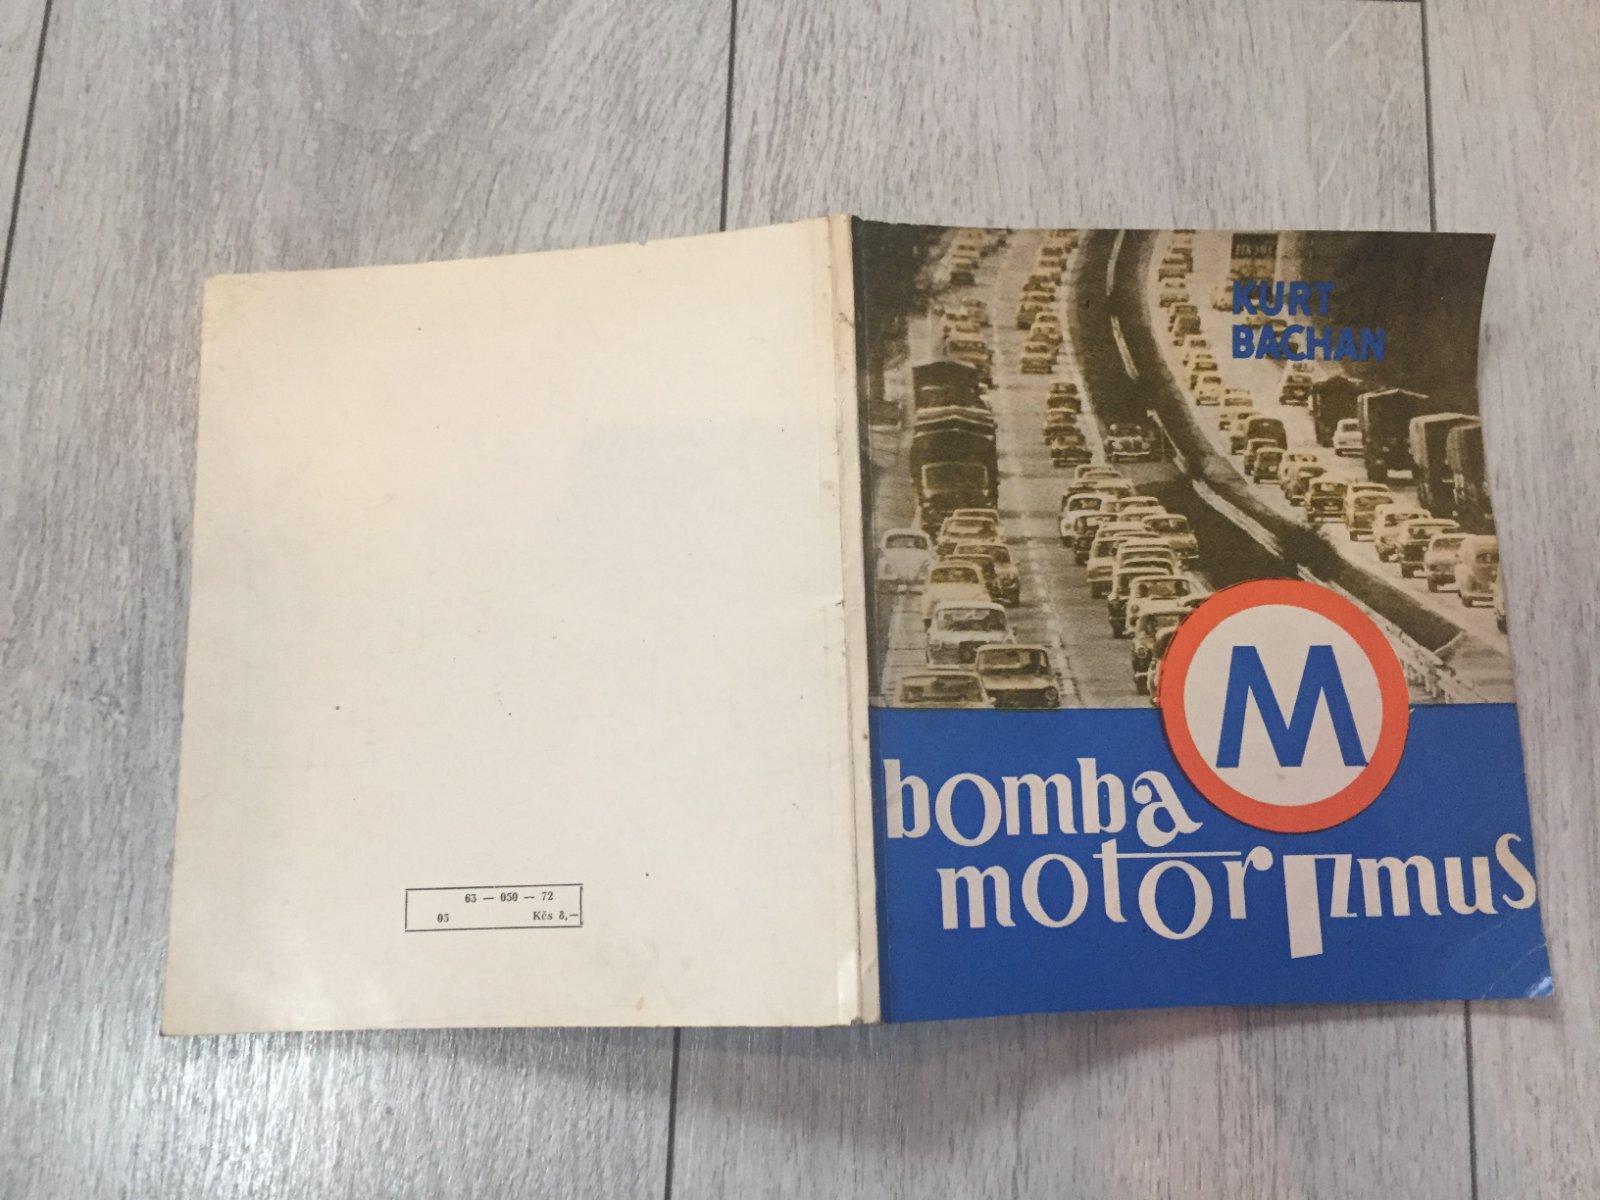 KURT
BACHAN
M
bomba
motorizmus
63 — 050 — 72
05 Kčs 8,—